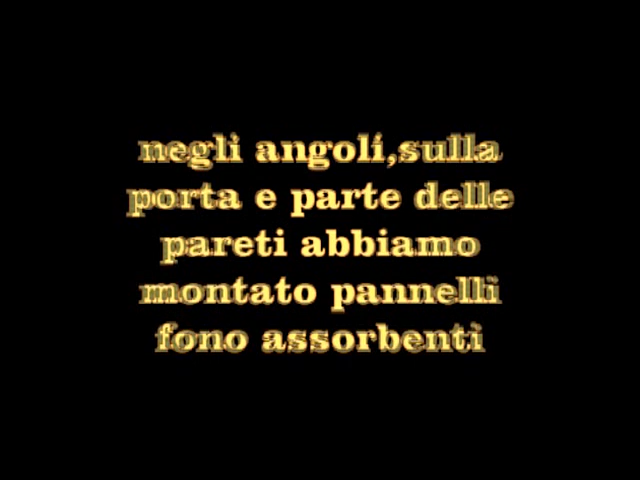 negli angoli,sulla
porta e parte delle
pareti abbiamo
montato pannelli
fono assorbenti